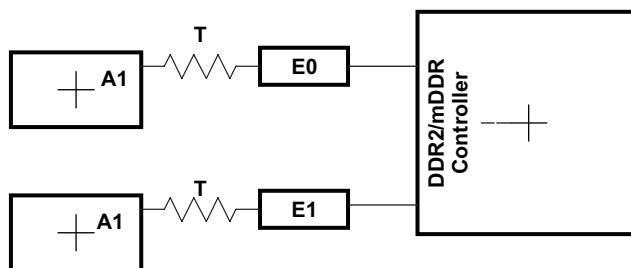 T
A1
E0
DDR2/mDDR
Controller
T
A1
E1